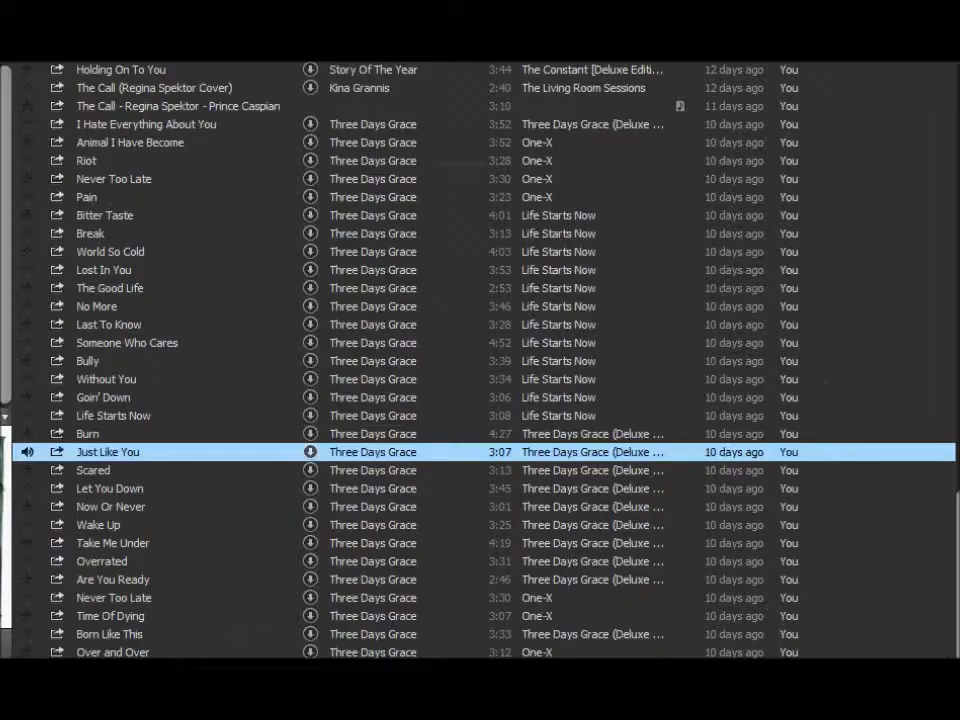 Holding On To You Story Of The Year 3:44 The Constant [Deluxe Editi... 12 days ago You
The Call (Regina Spektor Cover) Kina Grannis 2:40 The Living Room Sessions 12 days ago You
The Call - Regina Spektor - Prince Caspian 3:10 11 days ago You
I Hate Everything About You Three Days Grace 3:52 Three Days Grace (Deluxe ... 10 days ago You
Animal I Have Become Three Days Grace 3:52 One-X 10 days ago You
Riot Three Days Grace 3:28 One-X 10 days ago You
Never Too Late Three Days Grace 3:30 One-X 10 days ago You
Pain Three Days Grace 3:23 One-X 10 days ago You
Bitter Taste Three Days Grace 4:01 Life Starts Now 10 days ago You
Break Three Days Grace 3:13 Life Starts Now 10 days ago You
World So Cold Three Days Grace 4:03 Life Starts Now 10 days ago You
Lost In You Three Days Grace 3:53 Life Starts Now 10 days ago You
The Good Life Three Days Grace 2:53 Life Starts Now 10 days ago You
No More Three Days Grace 3:46 Life Starts Now 10 days ago You
Last To Know Three Days Grace 3:28 Life Starts Now 10 days ago You
Someone Who Cares Three Days Grace 4:52 Life Starts Now 10 days ago You
Bully Three Days Grace 3:39 Life Starts Now 10 days ago You
Without You Three Days Grace 3:34 Life Starts Now 10 days ago You
Goin' Down Three Days Grace 3:06 Life Starts Now 10 days ago You
Life Starts Now Three Days Grace 3:08 Life Starts Now 10 days ago You
Burn Three Days Grace 4:27 Three Days Grace (Deluxe ... 10 days ago You
Just Like You Three Days Grace 3:07 Three Days Grace (Deluxe ... 10 days ago You
Scared Three Days Grace 3:13 Three Days Grace (Deluxe ... 10 days ago You
Let You Down Three Days Grace 3:45 Three Days Grace (Deluxe ... 10 days ago You
Now Or Never Three Days Grace 3:01 Three Days Grace (Deluxe ... 10 days ago You
Wake Up Three Days Grace 3:25 Three Days Grace (Deluxe ... 10 days ago You
Take Me Under Three Days Grace 4:19 Three Days Grace (Deluxe ... 10 days ago You
Overrated Three Days Grace 3:31 Three Days Grace (Deluxe ... 10 days ago You
Are You Ready Three Days Grace 2:46 Three Days Grace (Deluxe ... 10 days ago You
Never Too Late Three Days Grace 3:30 One-X 10 days ago You
Time Of Dying Three Days Grace 3:07 One-X 10 days ago You
Born Like This Three Days Grace 3:33 Three Days Grace (Deluxe ... 10 days ago You
Over and Over Three Days Grace 3:12 One-X 10 days ago You